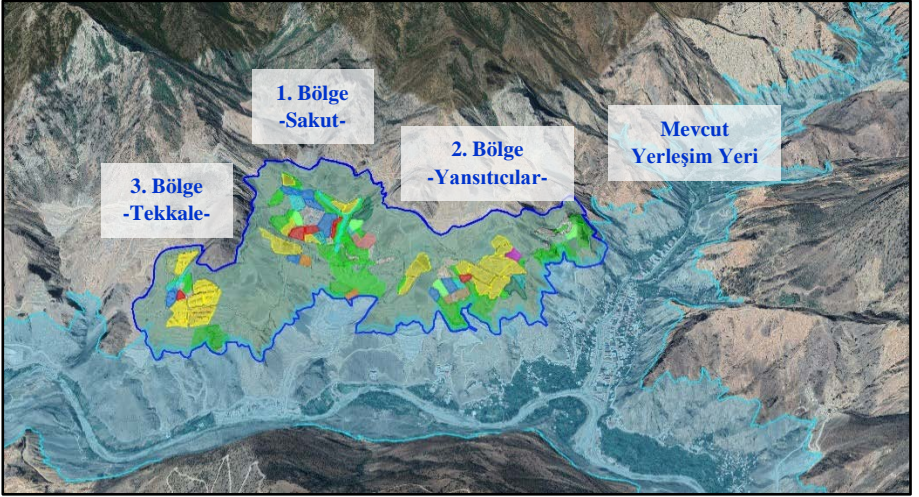 1. Bölge
-Sakut-
2. Bölge
-Yansıtıcılar-
Mevcut
Yerleşim Yeri
3. Bölge
-Tekkale-